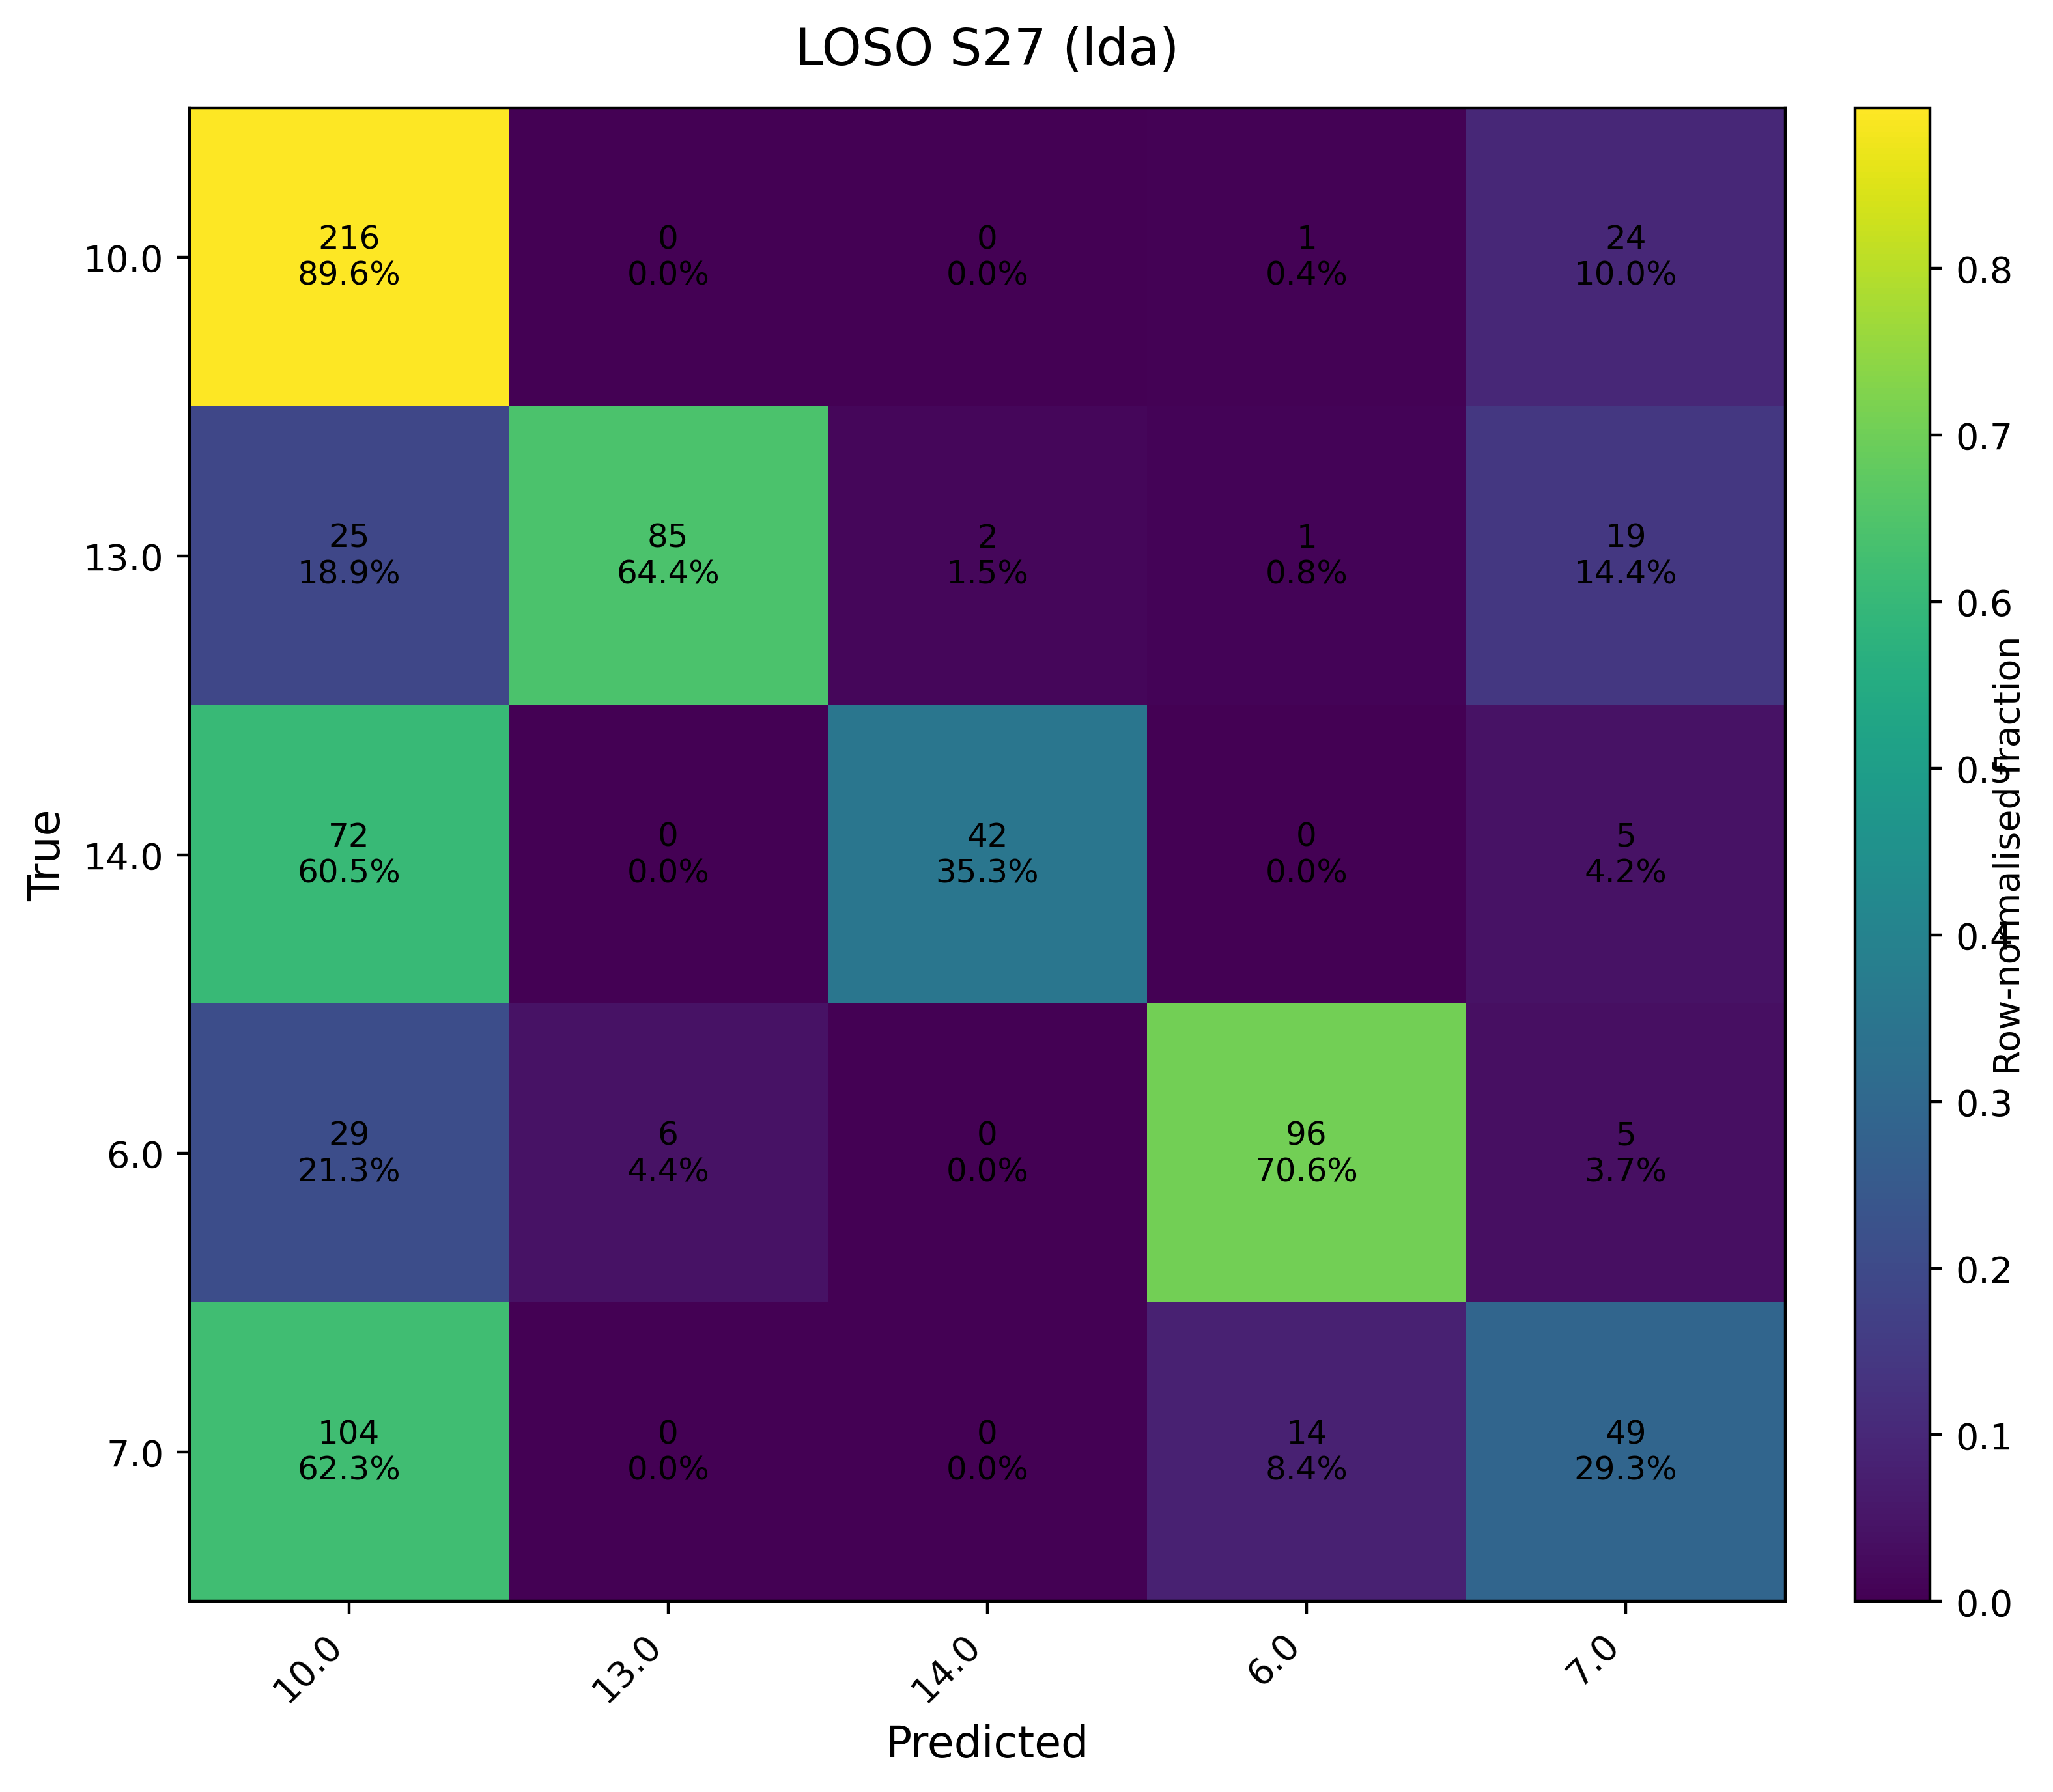 LOSO S27 (lda)
216 0 0 1 24
10.0 89.6% 0.0% 0.0% 0.4% 10.0%
25 85 2 1 19
13.0 18.9% 64.4% 1.5% 0.8% 14.4%
72 0 42 0 5
14.0 60.5% 0.0% 35.3% 0.0% 4.2%
29 6 0 96 5
6.0 21.3% 4.4% 0.0% 70.6% 3.7%
104 0 0 14 49
7.0 62.3% 0.0% 0.0% 8.4% 29.3%
True
10.0 13.0 14.0 6.0 7.0
Predicted
0.8
0.7
0.6
0.5
0.4
0.3
0.2
0.1
0.0
Row-normalised fraction